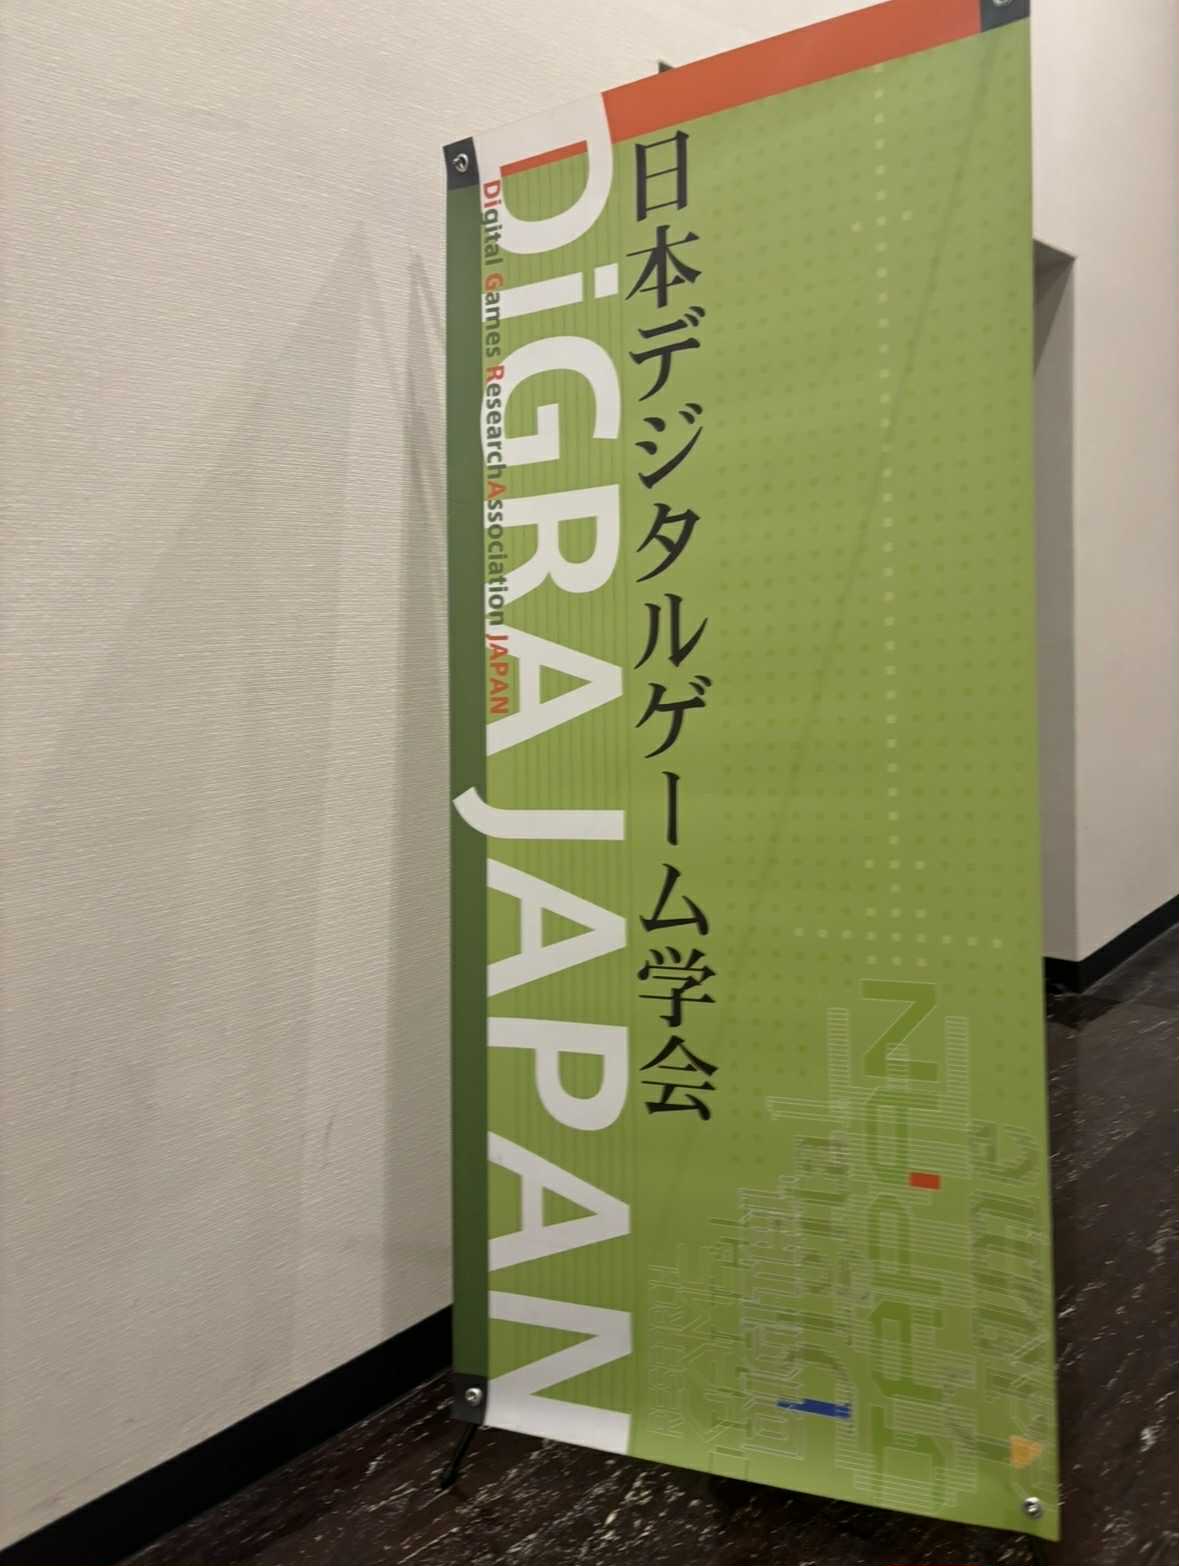 日本デジタルゲーム学会
DiGRA JAPAN
Digital Games Research Association JAPAN